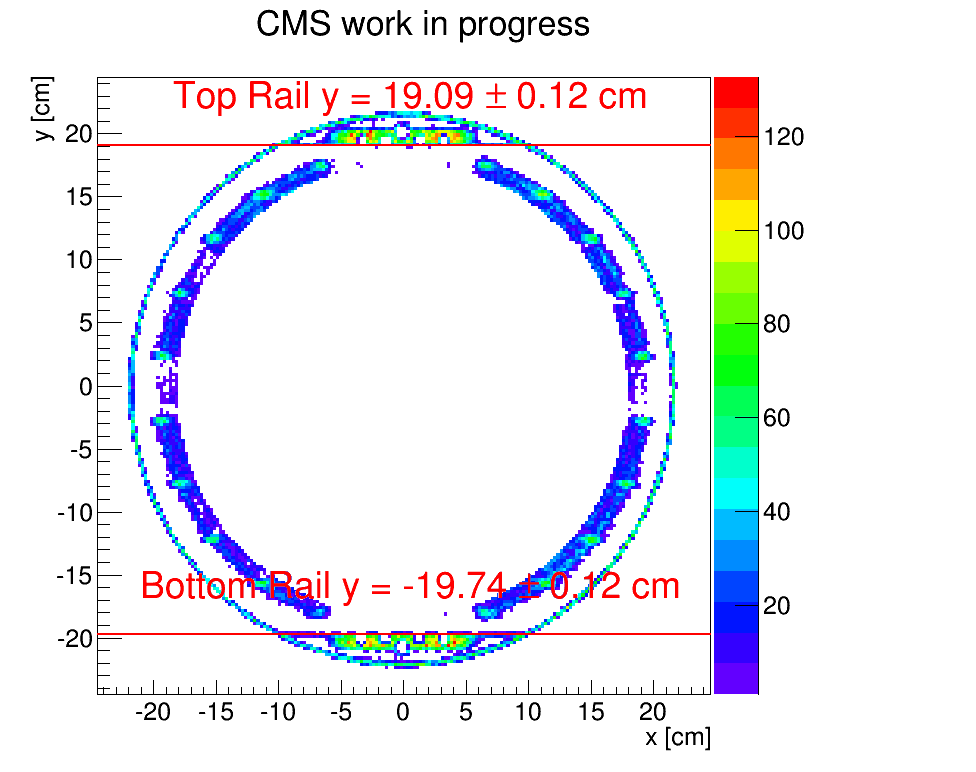 CMS work in progress
y [cm]
Top Rail y = 19.09 ± 0.12 cm
20
15
10
5
0
-5
-10
-15
-20
Bottom Rail y = -19.74 ± 0.12 cm
-20 -15 -10 -5 0 5 10 15 20
x [cm]
120
100
80
60
40
20